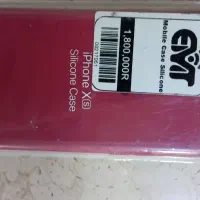 EVT
Mobile Case Silicone
1,800,000R
iPhone X[s]
Silicone Case